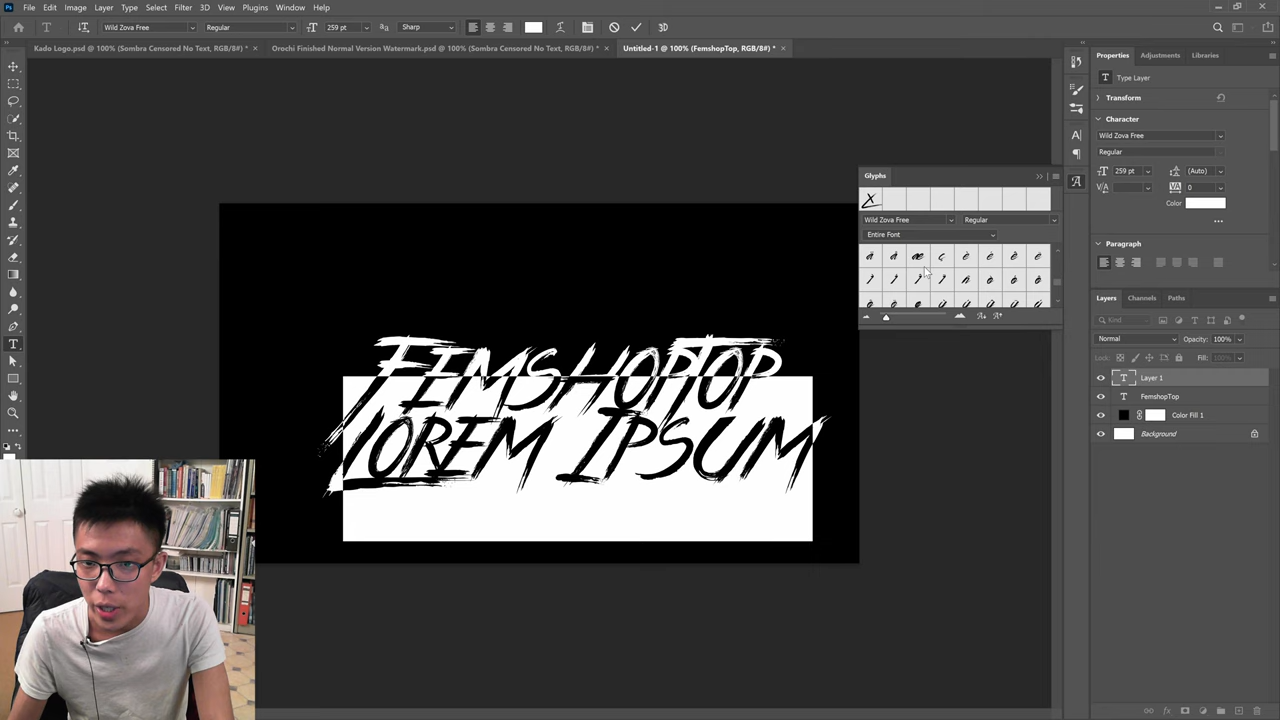 File Edit Image Layer Type Select Filter 3D View Plugins Window Help
Wild Zova Free Regular 259 pt Sharp
Kado Logo.psd @ 100% (Sombra Censored No Text, RGB/8#) * Orochi Finished Normal Version Watermark.psd @ 100% (Sombra Censored No Text, RGB/8#) * Untitled-1 @ 100% (FemshopTop, RGB/8#) *
FemshopTop
Lorem Ipsum
Glyphs
Wild Zova Free Regular
Entire Font
Properties Adjustments Libraries
Type Layer
Transform
Character
Wild Zova Free
Regular
259 pt (Auto)
0
Color
Paragraph
Layers Channels Paths
Kind
Normal Opacity: 100%
Lock: Fill: 100%
Layer 1
FemshopTop
Color Fill 1
Background